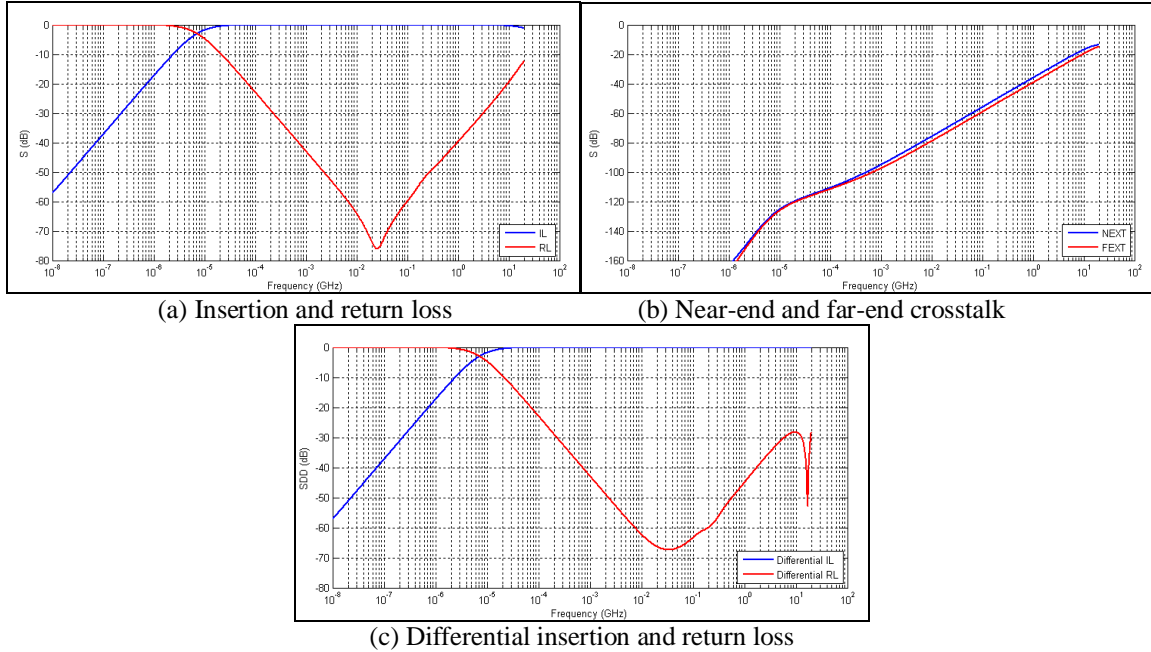 0
-10
-20
-30
-40
-50
-60
-70
-80
S (dB)
10^-8 10^-7 10^-6 10^-5 10^-4 10^-3 10^-2 10^-1 10^0 10^1 10^2
Frequency (GHz)
IL
RL
(a) Insertion and return loss
0
-20
-40
-60
-80
-100
-120
-140
-160
S (dB)
10^-8 10^-7 10^-6 10^-5 10^-4 10^-3 10^-2 10^-1 10^0 10^1 10^2
Frequency (GHz)
NEXT
FEXT
(b) Near-end and far-end crosstalk
0
-10
-20
-30
-40
-50
-60
-70
-80
SDD (dB)
10^-8 10^-7 10^-6 10^-5 10^-4 10^-3 10^-2 10^-1 10^0 10^1 10^2
Frequency (GHz)
Differential IL
Differential RL
(c) Differential insertion and return loss